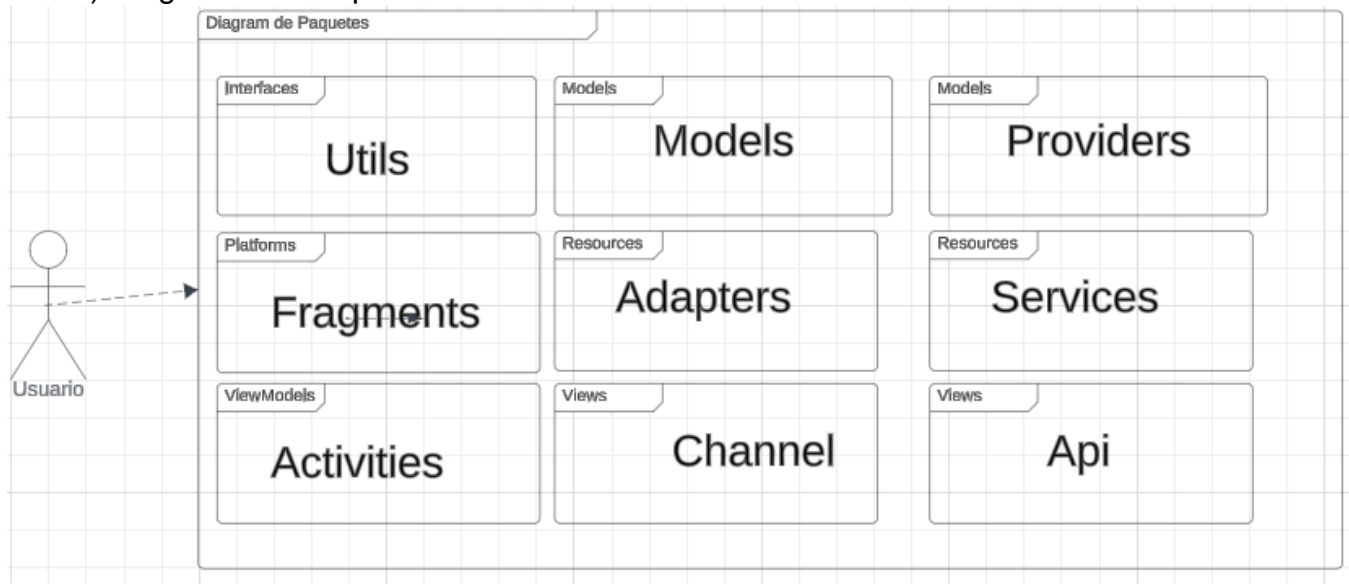 Diagram de Paquetes
Interfaces
Models
Models
Utils
Models
Providers
Platforms
Resources
Resources
Fragments
Adapters
Services
Usuario
ViewModels
Views
Views
Activities
Channel
Api